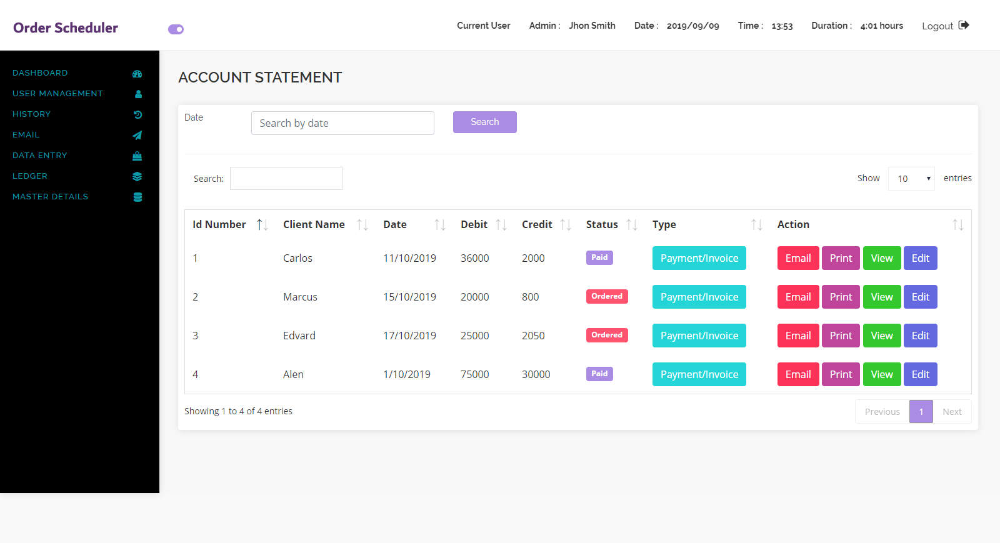 Order Scheduler
Current User Admin : Jhon Smith Date : 2019/09/09 Time : 13:53 Duration : 4:01 hours Logout
DASHBOARD
USER MANAGEMENT
HISTORY
EMAIL
DATA ENTRY
LEDGER
MASTER DETAILS
ACCOUNT STATEMENT
Date Search by date Search
Search: Show 10 entries
Id Number Client Name Date Debit Credit Status Type Action
1 Carlos 11/10/2019 36000 2000 Paid Payment/Invoice Email Print View Edit
2 Marcus 15/10/2019 20000 800 Ordered Payment/Invoice Email Print View Edit
3 Edvard 17/10/2019 25000 2050 Ordered Payment/Invoice Email Print View Edit
4 Alen 1/10/2019 75000 30000 Paid Payment/Invoice Email Print View Edit
Showing 1 to 4 of 4 entries Previous 1 Next